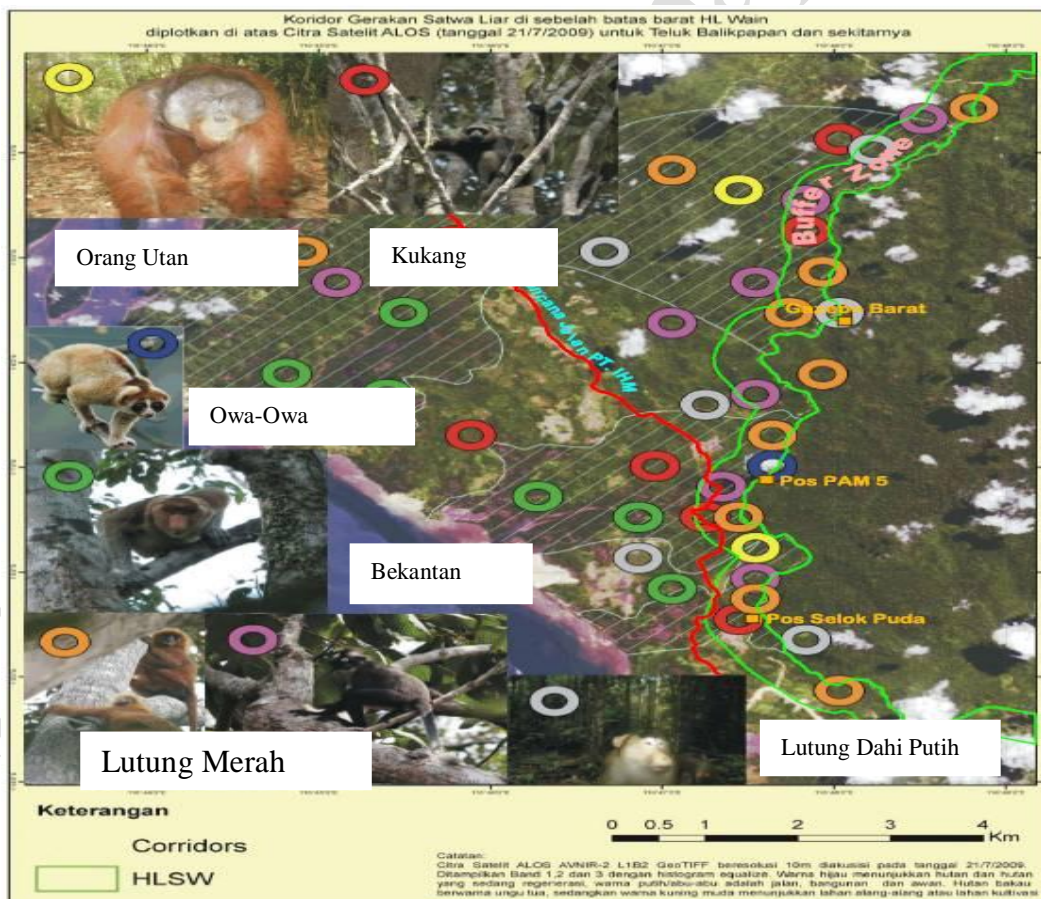 Koridor Gerakan Satwa Liar di sebelah batas barat HL Wain
diplotkan di atas Citra Satelit ALOS (tanggal 21/7/2009) untuk Teluk Balikpapan dan sekitarnya
Buffer Zone
Orang Utan
Kukang
Gazebo Barat
Jalan PT. IHM
Owa-Owa
Pos PAM 5
Bekantan
Pos Selok Puda
Lutung Merah
Lutung Dahi Putih
Keterangan
Corridors
HLSW
0 0.5 1 2 3 4
Km
Catatan:
Citra Satelit ALOS AVNIR-2 L1B2 GeoTIFF beresolusi 10m diakusisi pada tanggal 21/7/2009.
Ditampilkan Band 1,2 dan 3 dengan histogram equalize. Warna hijau menunjukkan hutan dan hutan
yang sedang regenerasi, warna putih/abu-abu adalah jalan, bangunan dan awan. Hutan bakau
berwarna ungu tua, sedangkan warna kuning muda menunjukkan lahan alang-alang atau lahan kultivasi